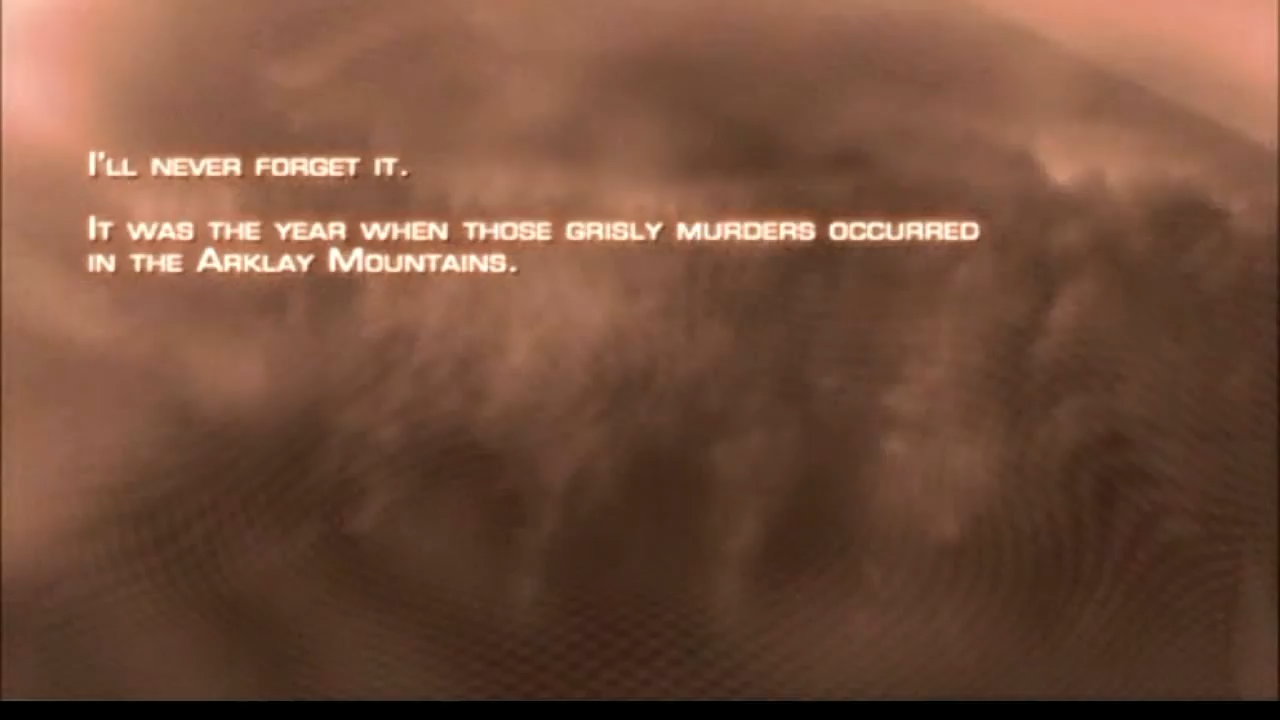 I'll never forget it.
It was the year when those grisly murders occurred
in the Arklay Mountains.